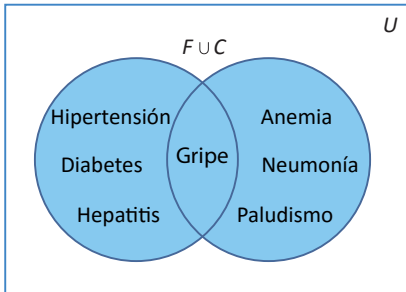 U
F ∪ C
Hipertensión
Anemia
Gripe
Diabetes
Neumonía
Hepatitis
Paludismo